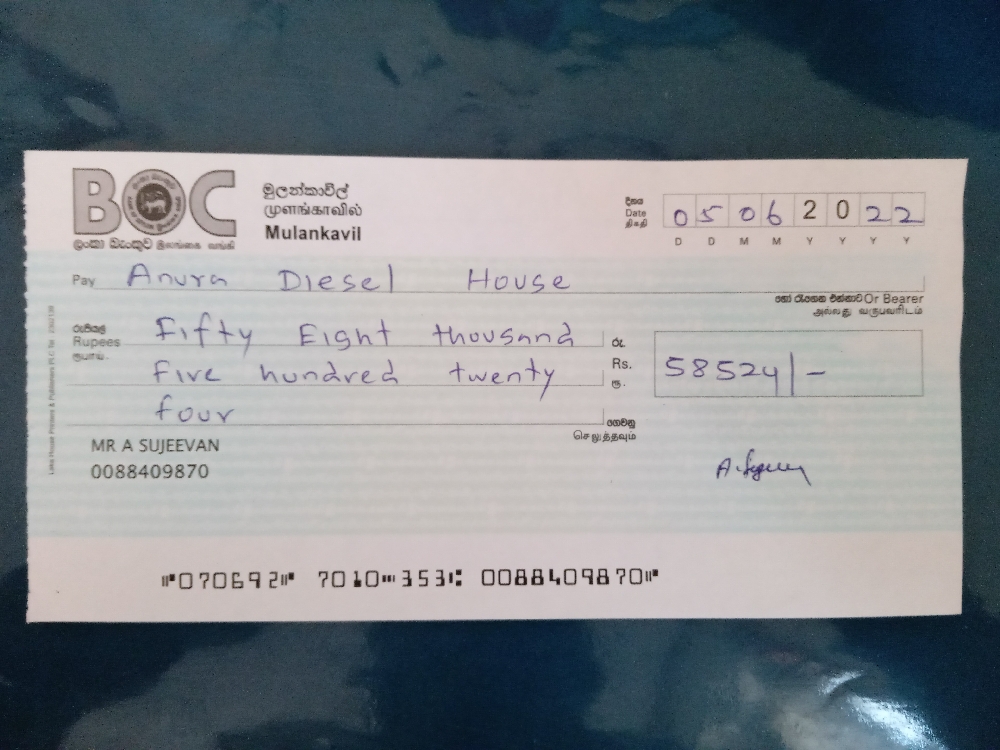 BOC
ලංකා බැංකුව இலங்கை வங்கி
මුලන්කාවිල්
முளங்காவில்
Mulankavil
දිනය
Date
திகதி
05062022
D D M M Y Y Y Y
Pay Anura Diesel House
හෝ රැගෙන එන්නාට Or Bearer
அல்லது வருபவரிடம்
රුපියල්
Rupees
ரூபாய்.
Fifty Eight thousand
five hundred twenty
four
රු.
Rs.
ரூ.
58524/-
ගෙවනු
செலுத்தவும்
MR A SUJEEVAN
0088409870
⑈070692⑈ 7010⑉353⑆ 0088409870⑈